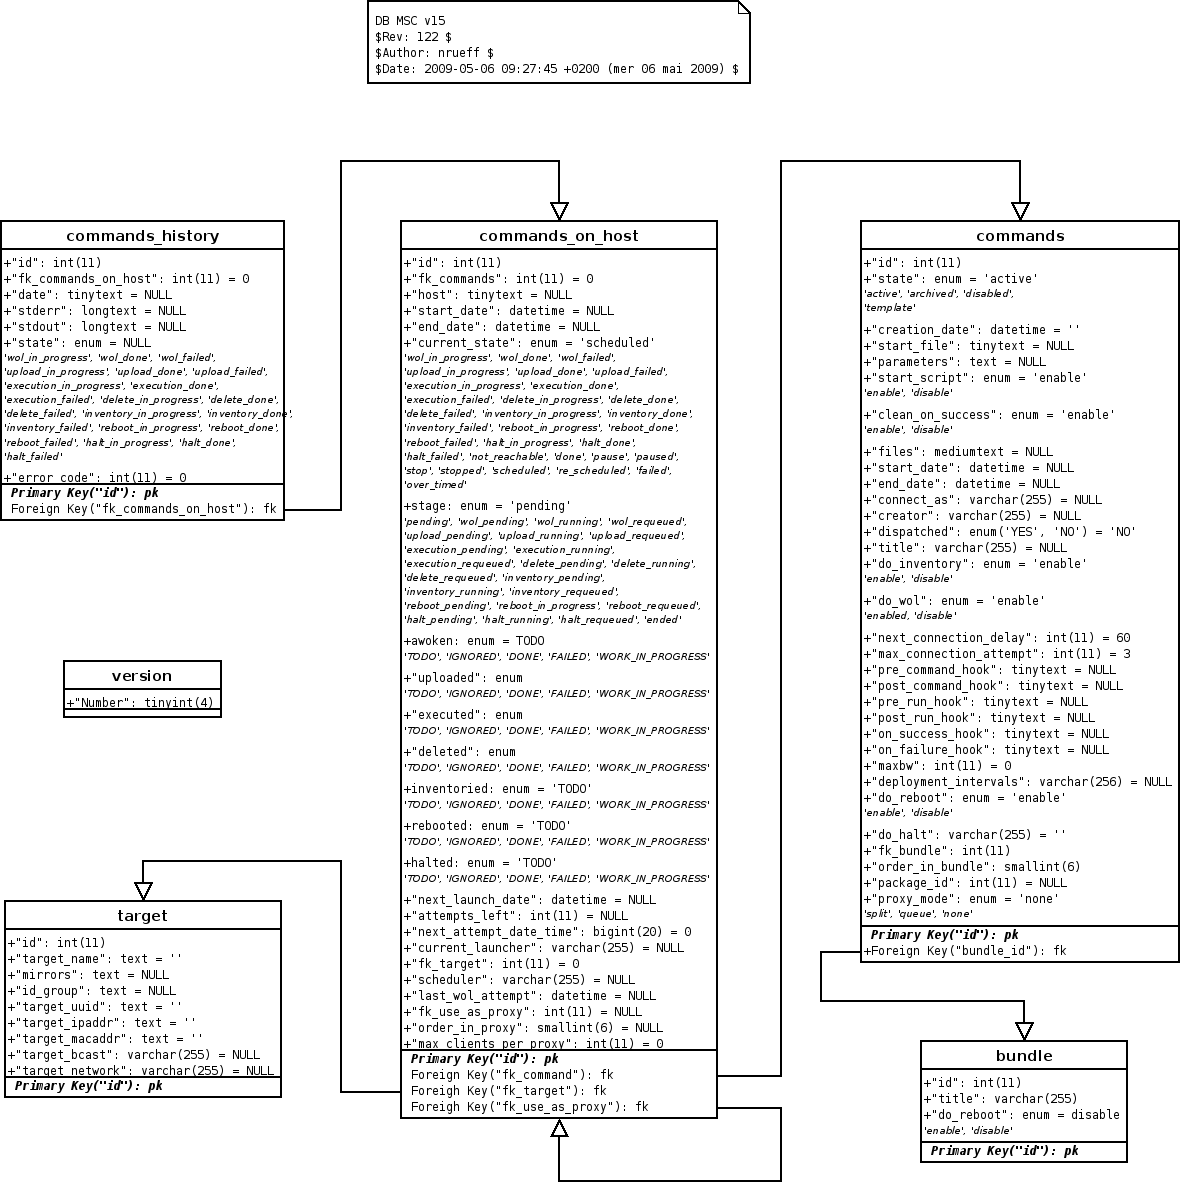 DB MSC v15
$Rev: 122 $
$Author: nrueff $
$Date: 2009-05-06 09:27:45 +0200 (mer 06 mai 2009) $
commands_history
+"id": int(11)
+"fk_commands_on_host": int(11) = 0
+"date": tinytext = NULL
+"stderr": longtext = NULL
+"stdout": longtext = NULL
+"state": enum = NULL
'wol_in_progress', 'wol_done', 'wol_failed',
'upload_in_progress', 'upload_done', 'upload_failed',
'execution_in_progress', 'execution_done',
'execution_failed', 'delete_in_progress', 'delete_done',
'delete_failed', 'inventory_in_progress', 'inventory_done',
'inventory_failed', 'reboot_in_progress', 'reboot_done',
'reboot_failed', 'halt_in_progress', 'halt_done',
'halt_failed'
+"error_code": int(11) = 0
Primary Key("id"): pk
Foreign Key("fk_commands_on_host"): fk
version
+"Number": tinyint(4)
target
+"id": int(11)
+"target_name": text = ''
+"mirrors": text = NULL
+"id_group": text = NULL
+"target_uuid": text = ''
+"target_ipaddr": text = ''
+"target_macaddr": text = ''
+"target_bcast": varchar(255) = NULL
+"target_network": varchar(255) = NULL
Primary Key("id"): pk
commands_on_host
+"id": int(11)
+"fk_commands": int(11) = 0
+"host": tinytext = NULL
+"start_date": datetime = NULL
+"end_date": datetime = NULL
+"current_state": enum = 'scheduled'
'wol_in_progress', 'wol_done', 'wol_failed',
'upload_in_progress', 'upload_done', 'upload_failed',
'execution_in_progress', 'execution_done',
'execution_failed', 'delete_in_progress', 'delete_done',
'delete_failed', 'inventory_in_progress', 'inventory_done',
'inventory_failed', 'reboot_in_progress', 'reboot_done',
'reboot_failed', 'halt_in_progress', 'halt_done',
'halt_failed', 'not_reachable', 'done', 'pause', 'paused',
'stop', 'stopped', 'scheduled', 're_scheduled', 'failed',
'over_timed'
+stage: enum = 'pending'
'pending', 'wol_pending', 'wol_running', 'wol_requeued',
'upload_pending', 'upload_running', 'upload_requeued',
'execution_pending', 'execution_running',
'execution_requeued', 'delete_pending', 'delete_running',
'delete_requeued', 'inventory_pending',
'inventory_running', 'inventory_requeued',
'reboot_pending', 'reboot_in_progress', 'reboot_requeued',
'halt_pending', 'halt_running', 'halt_requeued', 'ended'
+awoken: enum = TODO
'TODO', 'IGNORED', 'DONE', 'FAILED', 'WORK_IN_PROGRESS'
+"uploaded": enum
'TODO', 'IGNORED', 'DONE', 'FAILED', 'WORK_IN_PROGRESS'
+"executed": enum
'TODO', 'IGNORED', 'DONE', 'FAILED', 'WORK_IN_PROGRESS'
+"deleted": enum
'TODO', 'IGNORED', 'DONE', 'FAILED', 'WORK_IN_PROGRESS'
+inventoried: enum = 'TODO'
'TODO', 'IGNORED', 'DONE', 'FAILED', 'WORK_IN_PROGRESS'
+rebooted: enum = 'TODO'
'TODO', 'IGNORED', 'DONE', 'FAILED', 'WORK_IN_PROGRESS'
+halted: enum = 'TODO'
'TODO', 'IGNORED', 'DONE', 'FAILED', 'WORK_IN_PROGRESS'
+"next_launch_date": datetime = NULL
+"attempts_left": int(11) = NULL
+"next_attempt_date_time": bigint(20) = 0
+"current_launcher": varchar(255) = NULL
+"fk_target": int(11) = 0
+"scheduler": varchar(255) = NULL
+"last_wol_attempt": datetime = NULL
+"fk_use_as_proxy": int(11) = NULL
+"order_in_proxy": smallint(6) = NULL
+"max_clients_per_proxy": int(11) = 0
Primary Key("id"): pk
Foreign Key("fk_command"): fk
Foreigh Key("fk_target"): fk
Foreigh Key("fk_use_as_proxy"): fk
commands
+"id": int(11)
+"state": enum = 'active'
'active', 'archived', 'disabled',
'template'
+"creation_date": datetime = ''
+"start_file": tinytext = NULL
+"parameters": text = NULL
+"start_script": enum = 'enable'
'enable', 'disable'
+"clean_on_success": enum = 'enable'
'enable', 'disable'
+"files": mediumtext = NULL
+"start_date": datetime = NULL
+"end_date": datetime = NULL
+"connect_as": varchar(255) = NULL
+"creator": varchar(255) = NULL
+"dispatched": enum('YES', 'NO') = 'NO'
+"title": varchar(255) = NULL
+"do_inventory": enum = 'enable'
'enable', 'disable'
+"do_wol": enum = 'enable'
'enabled, 'disable'
+"next_connection_delay": int(11) = 60
+"max_connection_attempt": int(11) = 3
+"pre_command_hook": tinytext = NULL
+"post_command_hook": tinytext = NULL
+"pre_run_hook": tinytext = NULL
+"post_run_hook": tinytext = NULL
+"on_success_hook": tinytext = NULL
+"on_failure_hook": tinytext = NULL
+"maxbw": int(11) = 0
+"deployment_intervals": varchar(256) = NULL
+"do_reboot": enum = 'enable'
'enable', 'disable'
+"do_halt": varchar(255) = ''
+"fk_bundle": int(11)
+"order_in_bundle": smallint(6)
+"package_id": int(11) = NULL
+"proxy_mode": enum = 'none'
'split', 'queue', 'none'
Primary Key("id"): pk
+Foreign Key("bundle_id"): fk
bundle
+"id": int(11)
+"title": varchar(255)
+"do_reboot": enum = disable
'enable', 'disable'
Primary Key("id"): pk